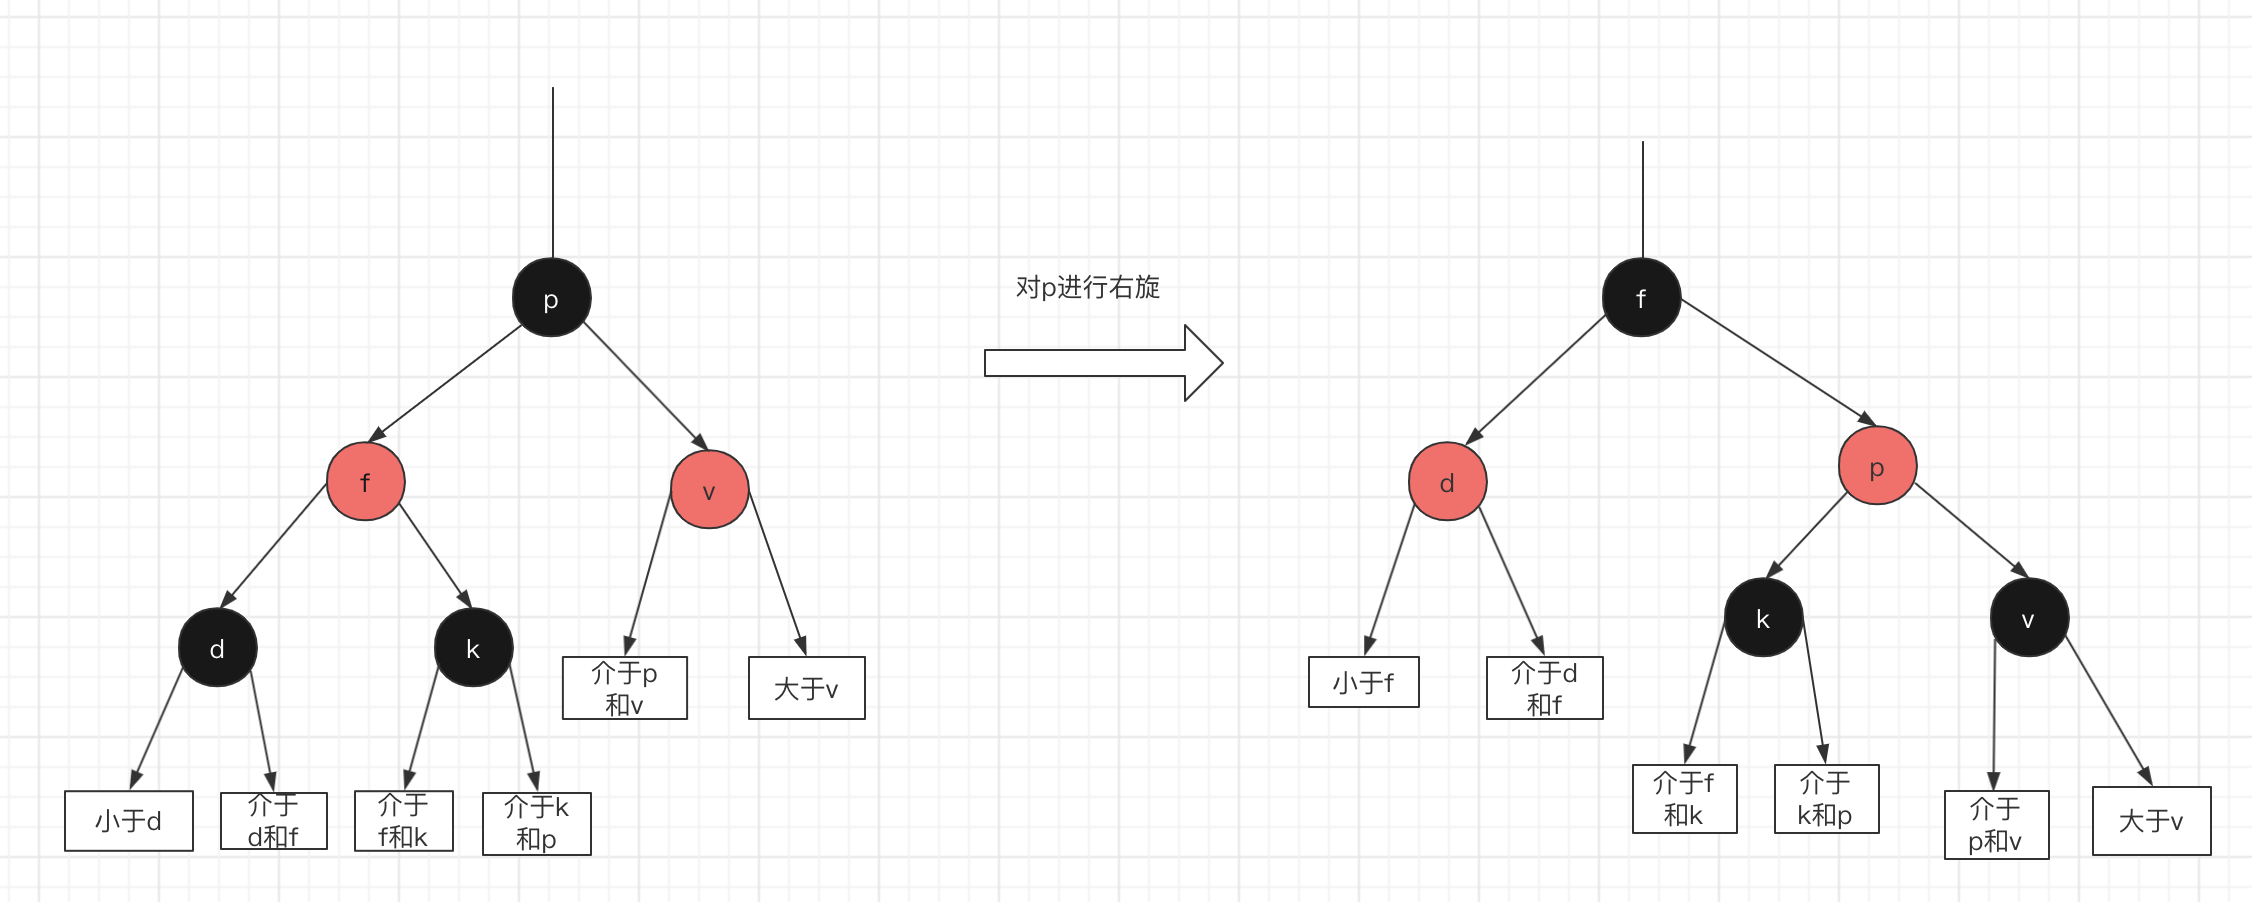 p
f
v
d
k
介于p
和v
大于v
小于d
介于
d和f
介于
f和k
介于k
和p
对p进行右旋
f
d
p
k
v
小于f
介于d
和f
介于f
和k
介于
k和p
介于
p和v
大于v